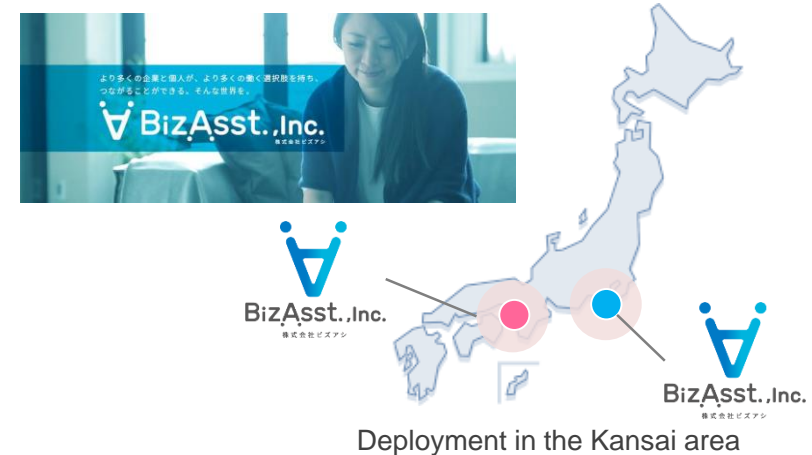 より多くの企業と個人が、より多くの働く選択肢を持ち、
つながることができる。そんな世界を。
BizAsst.,Inc.
株式会社ビズアシ
BizAsst.,Inc.
株式会社ビズアシ
BizAsst.,Inc.
株式会社ビズアシ
Deployment in the Kansai area